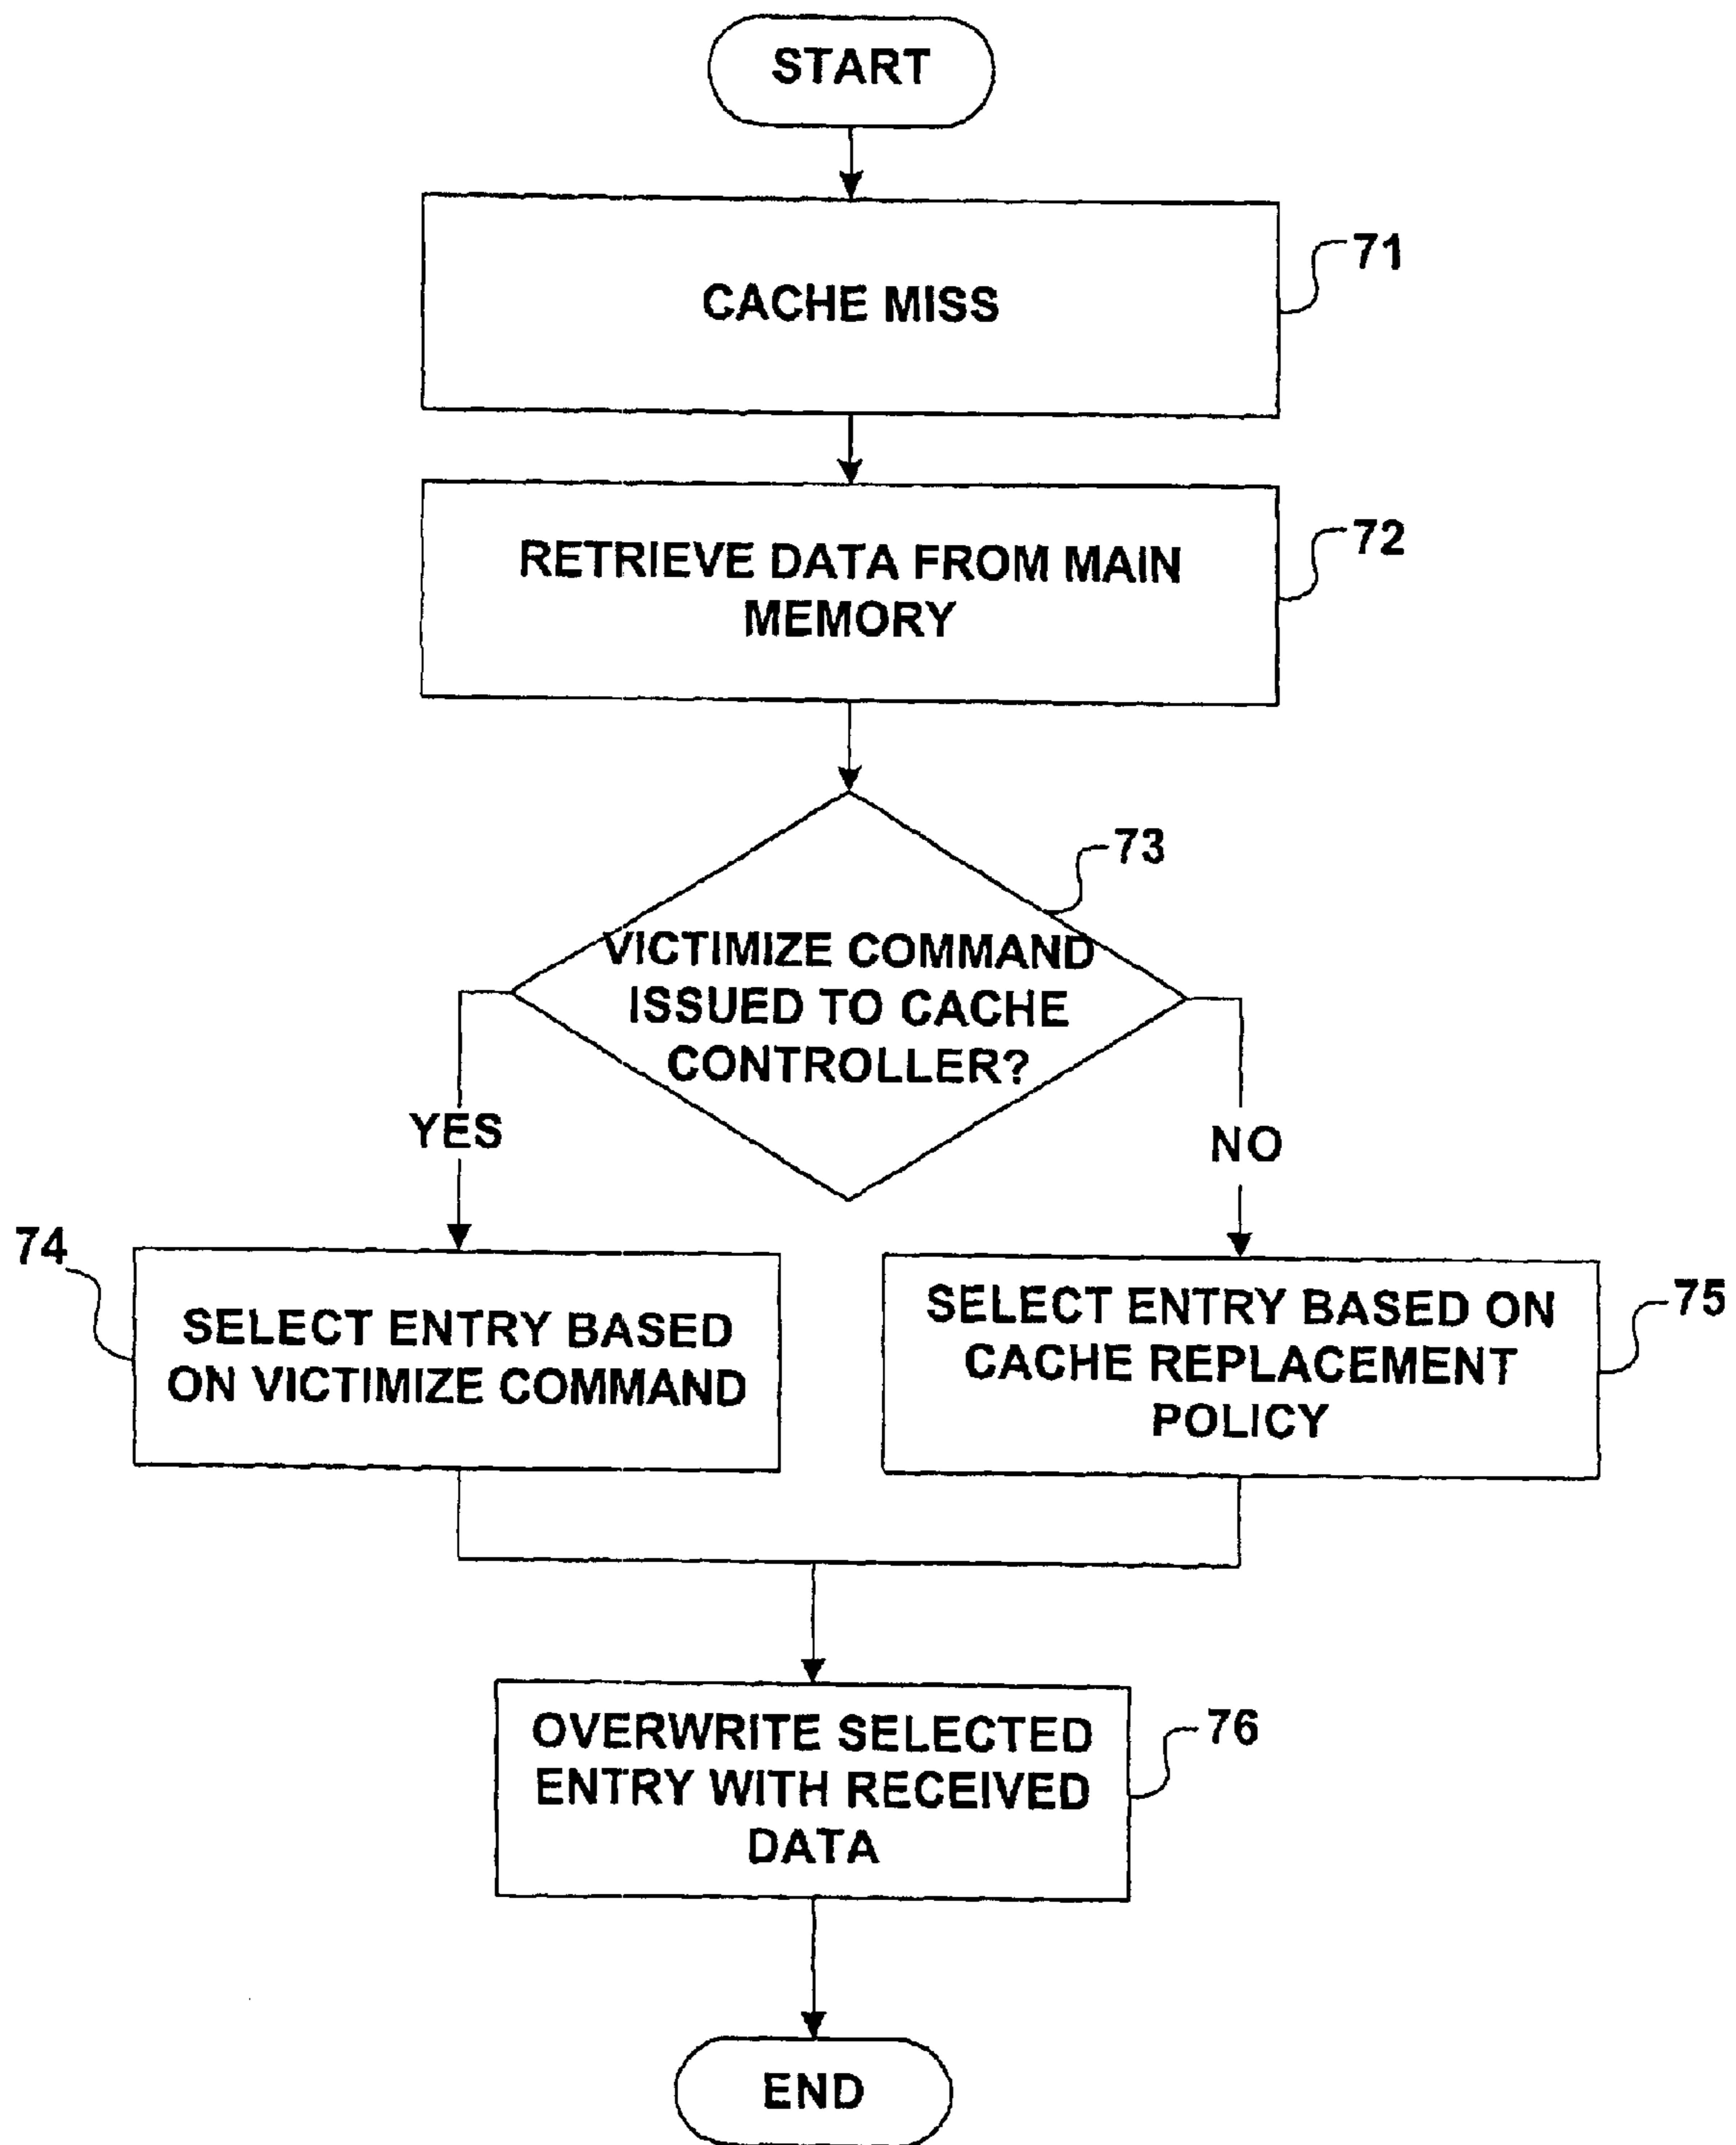 START
71
CACHE MISS
72
RETRIEVE DATA FROM MAIN
MEMORY
73
VICTIMIZE COMMAND
ISSUED TO CACHE
CONTROLLER?
YES
NO
74
SELECT ENTRY BASED
ON VICTIMIZE COMMAND
75
SELECT ENTRY BASED ON
CACHE REPLACEMENT
POLICY
76
OVERWRITE SELECTED
ENTRY WITH RECEIVED
DATA
END